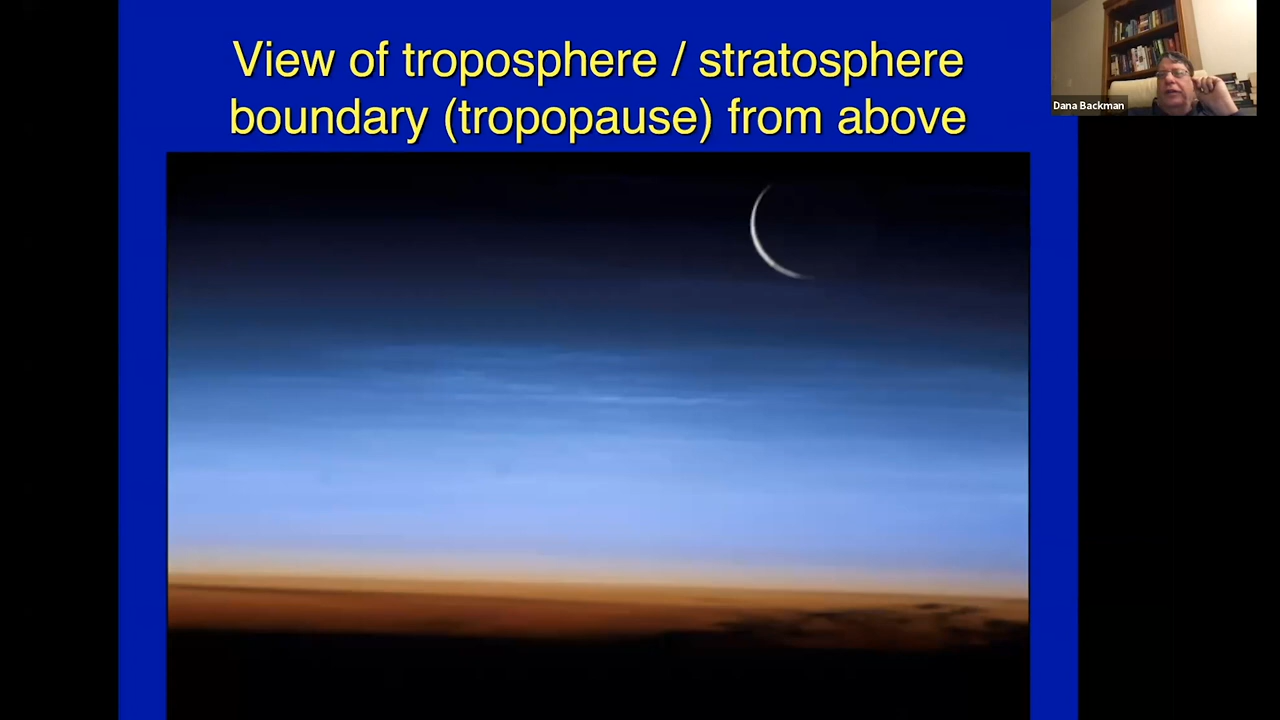 View of troposphere / stratosphere
boundary (tropopause) from above
Dana Backman